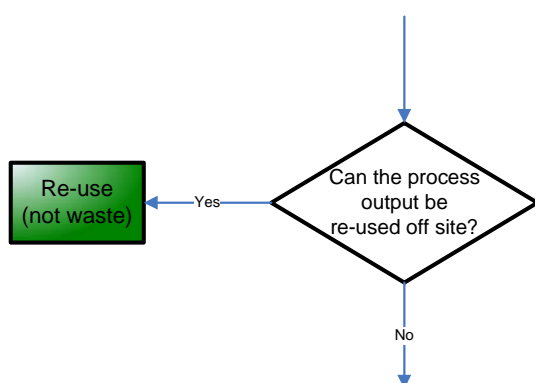 Can the process
output be
re-used off site?
Yes
Re-use
(not waste)
No